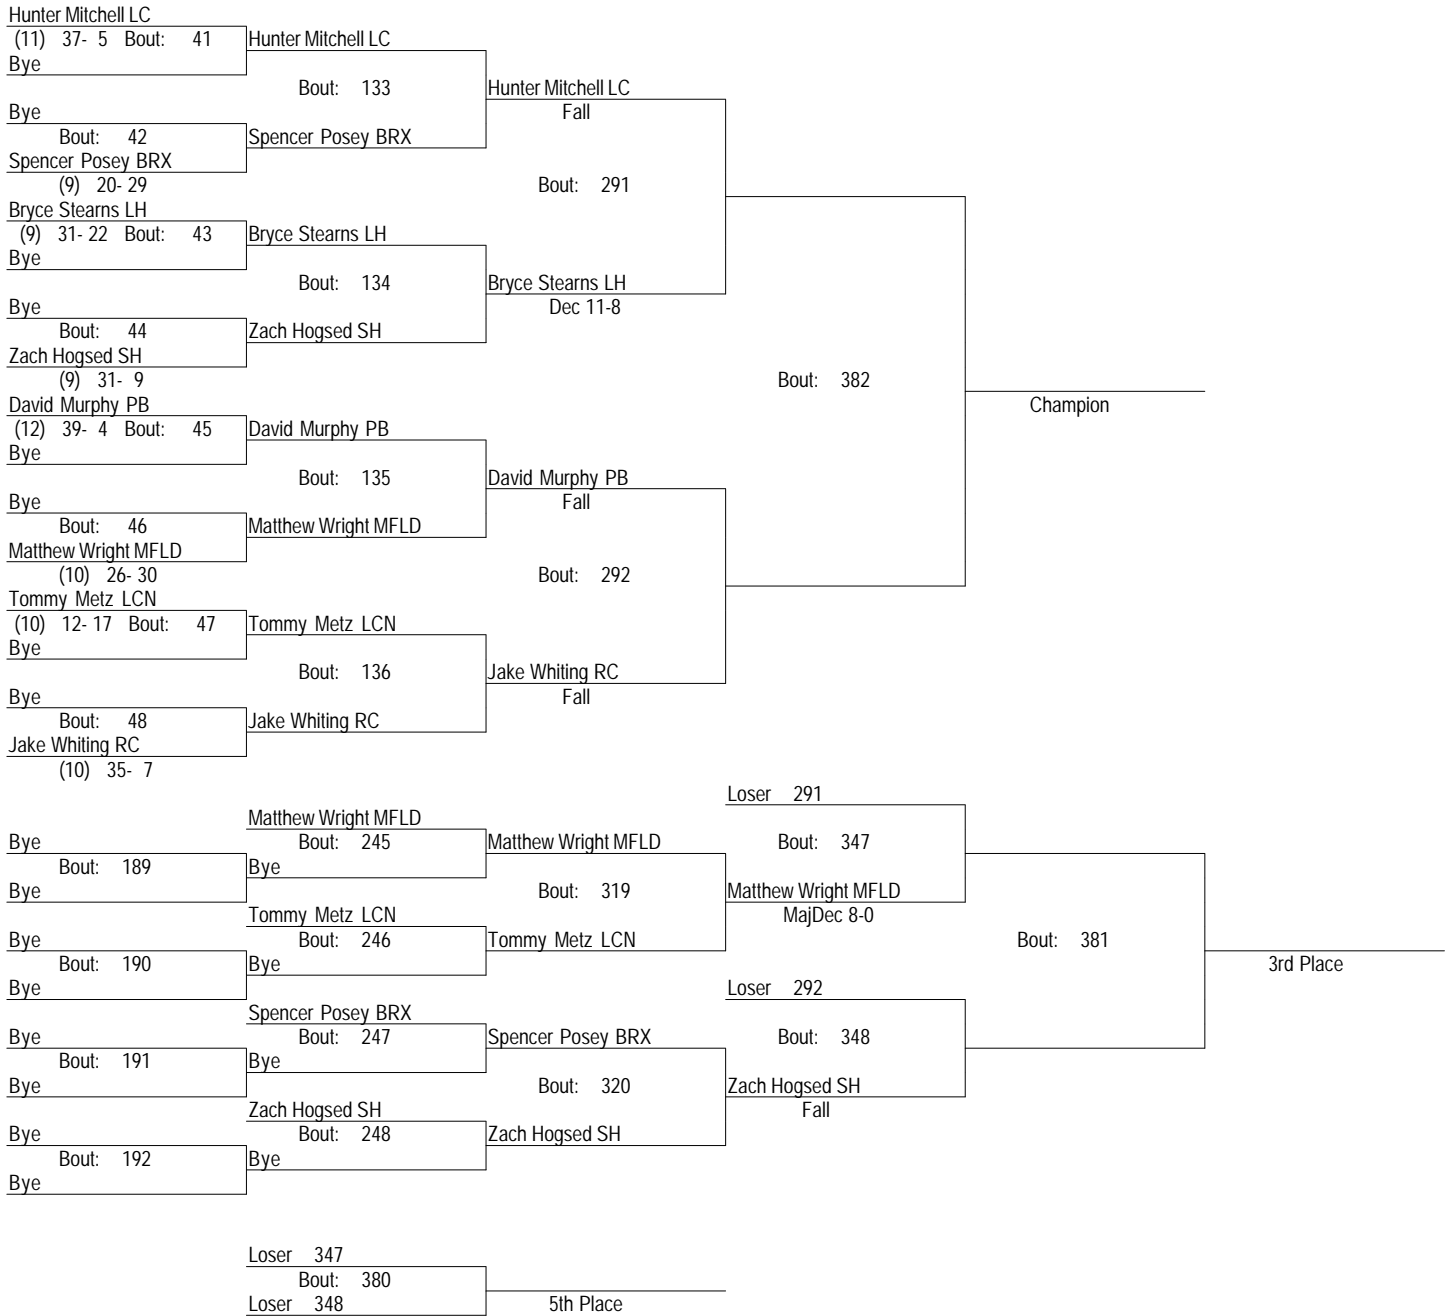 Hunter Mitchell LC
(11) 37- 5 Bout: 41 Hunter Mitchell LC
Bye
Bout: 133 Hunter Mitchell LC
Bye Fall
Bout: 42 Spencer Posey BRX
Spencer Posey BRX
(9) 20- 29 Bout: 291
Bryce Stearns LH
(9) 31- 22 Bout: 43 Bryce Stearns LH
Bye
Bout: 134 Bryce Stearns LH
Bye Dec 11-8
Bout: 44 Zach Hogsed SH
Zach Hogsed SH
(9) 31- 9 Bout: 382
David Murphy PB Champion
(12) 39- 4 Bout: 45 David Murphy PB
Bye
Bout: 135 David Murphy PB
Bye Fall
Bout: 46 Matthew Wright MFLD
Matthew Wright MFLD
(10) 26- 30 Bout: 292
Tommy Metz LCN
(10) 12- 17 Bout: 47 Tommy Metz LCN
Bye
Bout: 136 Jake Whiting RC
Bye Fall
Bout: 48 Jake Whiting RC
Jake Whiting RC
(10) 35- 7
Loser 291
Matthew Wright MFLD
Bye Bout: 245 Matthew Wright MFLD Bout: 347
Bout: 189 Bye
Bye Bout: 319 Matthew Wright MFLD
Tommy Metz LCN MajDec 8-0
Bye Bout: 246 Tommy Metz LCN Bout: 381
Bout: 190 Bye 3rd Place
Bye Loser 292
Spencer Posey BRX
Bye Bout: 247 Spencer Posey BRX Bout: 348
Bout: 191 Bye
Bye Bout: 320 Zach Hogsed SH
Zach Hogsed SH Fall
Bye Bout: 248 Zach Hogsed SH
Bout: 192 Bye
Bye
Loser 347
Bout: 380
Loser 348 5th Place